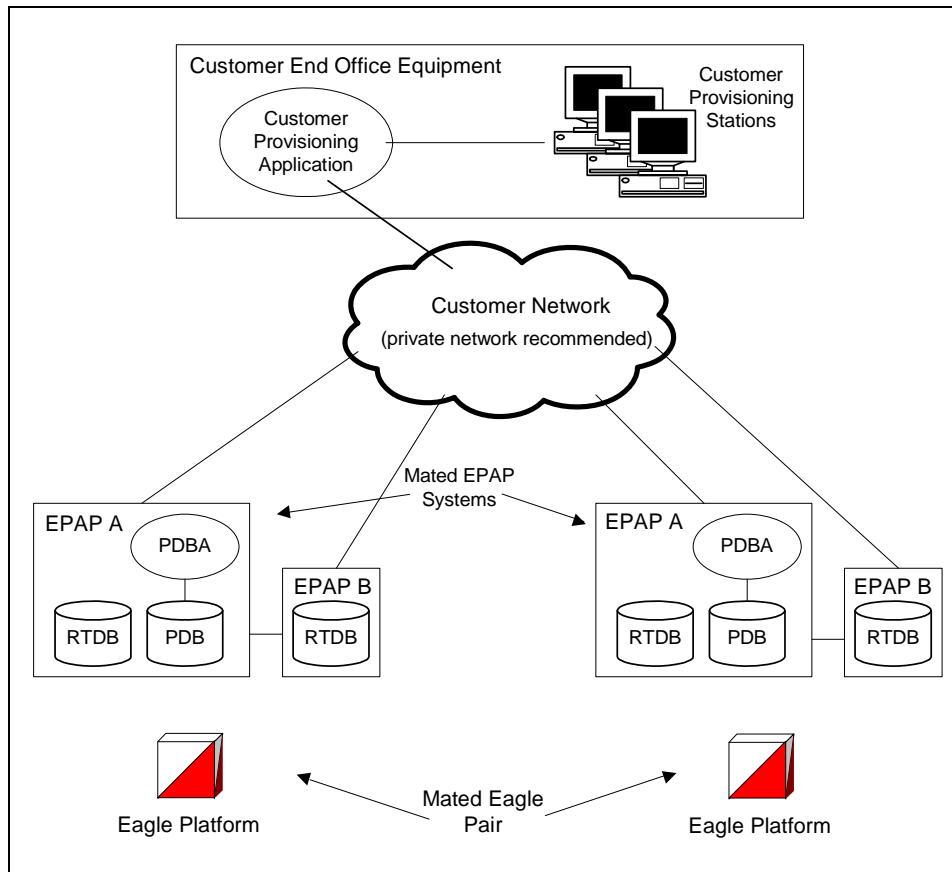 Customer End Office Equipment
Customer
Provisioning
Application
Customer
Provisioning
Stations
Customer Network
(private network recommended)
Mated EPAP
Systems
EPAP A
PDBA
RTDB
PDB
EPAP B
RTDB
EPAP A
PDBA
RTDB
PDB
EPAP B
RTDB
Eagle Platform
Mated Eagle
Pair
Eagle Platform